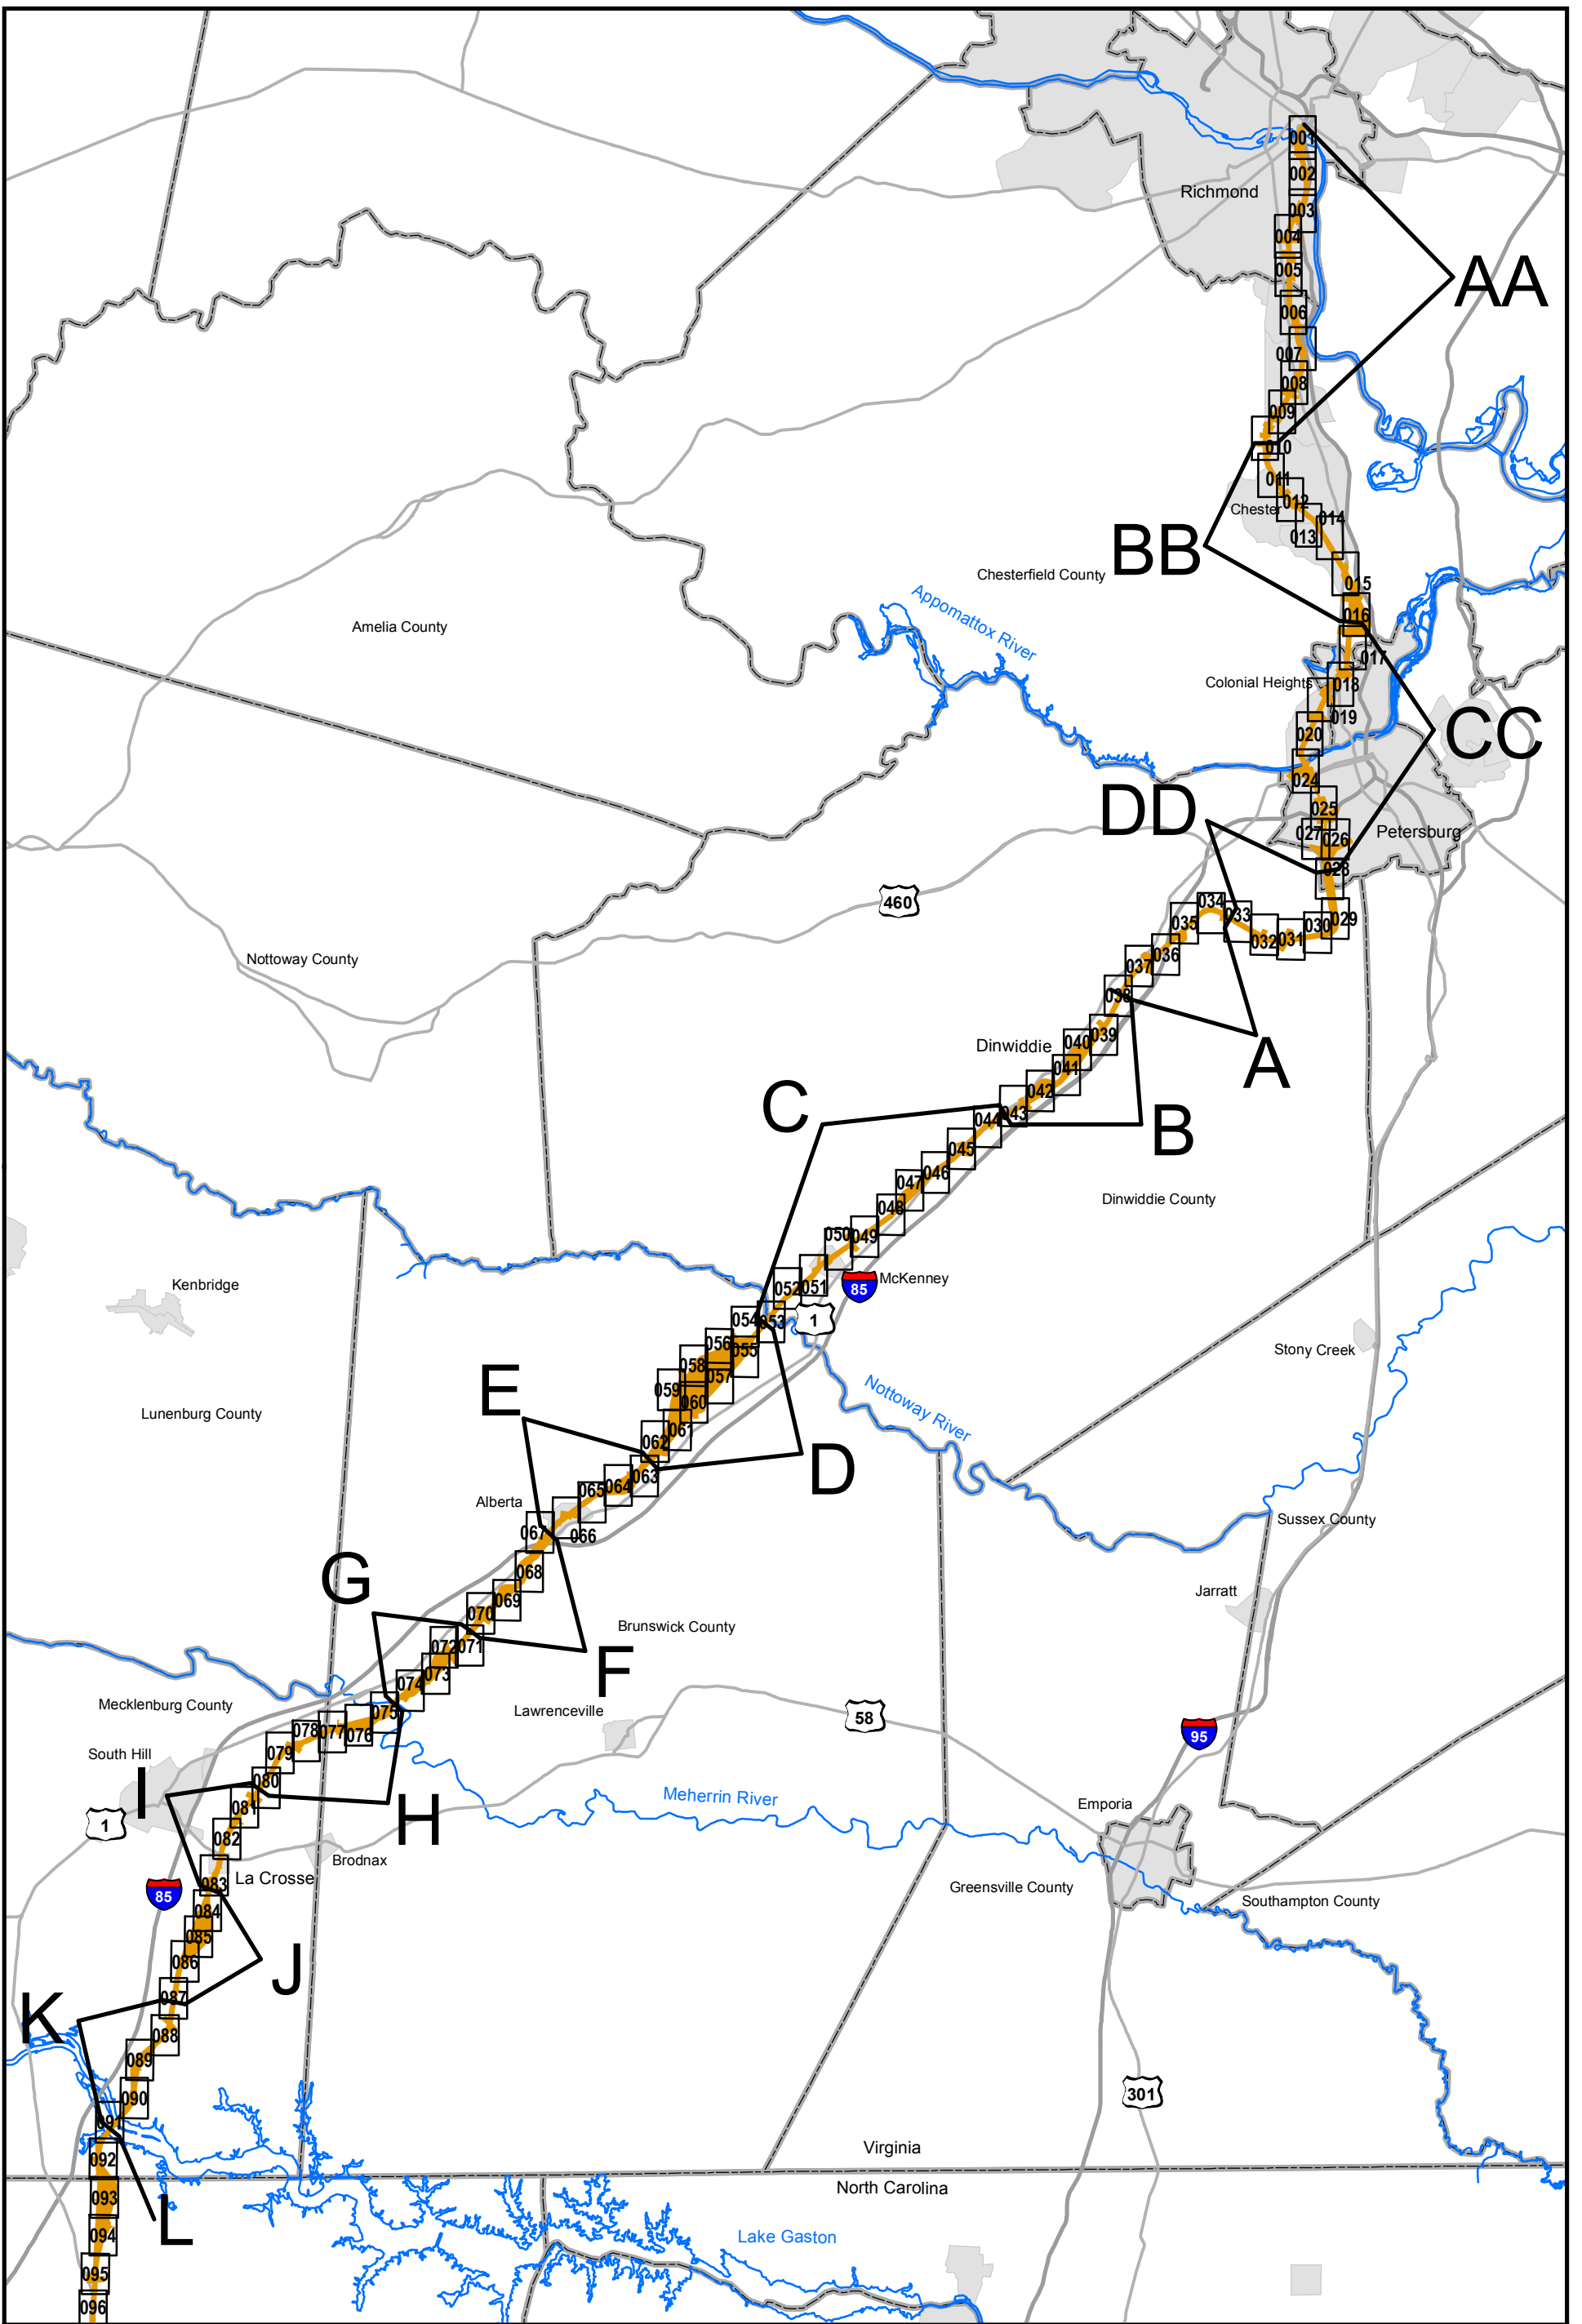 001
002
Richmond
003
004
005
AA
006
007
008
009
010
011
Chester
012
014
013
BB
Chesterfield County
015
Appomattox River
016
Amelia County
017
Colonial Heights
018
019
020
CC
024
DD
025
027
026
Petersburg
028
460
034
033
029
035
030
032
031
036
Nottoway County
037
038
039
Dinwiddie
040
A
041
042
C
043
044
B
045
046
047
Dinwiddie County
048
050
049
Kenbridge
McKenney
052
051
85
054
053
1
056
055
Stony Creek
058
057
E
059
060
Nottoway River
Lunenburg County
061
062
D
063
064
065
Alberta
Sussex County
067
066
G
068
Jarratt
069
070
Brunswick County
072
071
F
073
074
Mecklenburg County
Lawrenceville
075
58
078
077
076
95
South Hill
079
I
080
Meherrin River
Emporia
081
H
1
082
Brodnax
083
La Crosse
85
Greensville County
Southampton County
084
085
086
J
087
K
088
089
090
301
091
Virginia
092
North Carolina
093
L
094
Lake Gaston
095
096